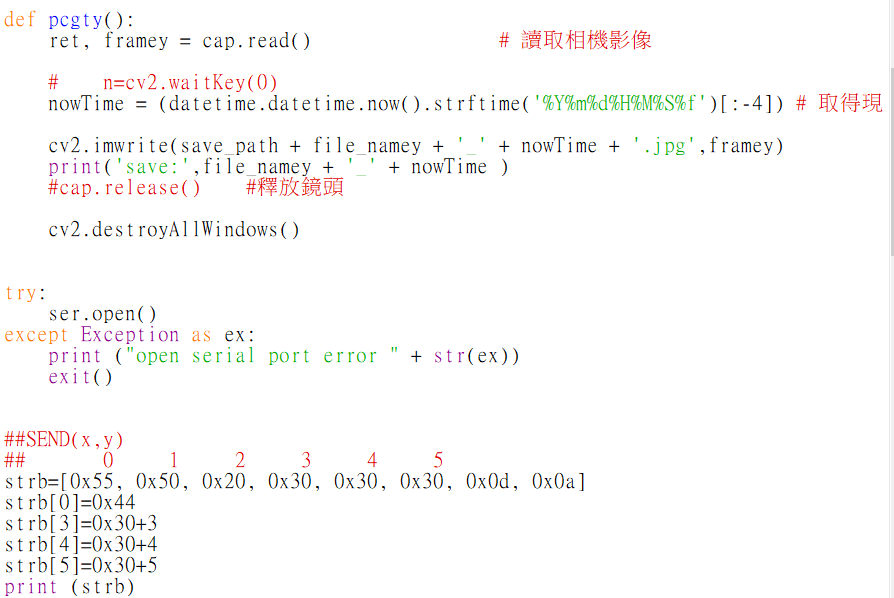 def pcgty():
    ret, framey = cap.read()                 # 讀取相機影像
    #    n=cv2.waitKey(0)
    nowTime = (datetime.datetime.now().strftime('%Y%m%d%H%M%S%f')[:-4]) # 取得現
    cv2.imwrite(save_path + file_namey + '_' + nowTime + '.jpg',framey)
    print('save:',file_namey + '_' + nowTime )
    #cap.release()    #釋放鏡頭
    cv2.destroyAllWindows()
try:
    ser.open()
except Exception as ex:
    print ("open serial port error " + str(ex))
    exit()
##SEND(x,y)
##       0     1     2     3     4     5
strb=[0x55, 0x50, 0x20, 0x30, 0x30, 0x30, 0x0d, 0x0a]
strb[0]=0x44
strb[3]=0x30+3
strb[4]=0x30+4
strb[5]=0x30+5
print (strb)